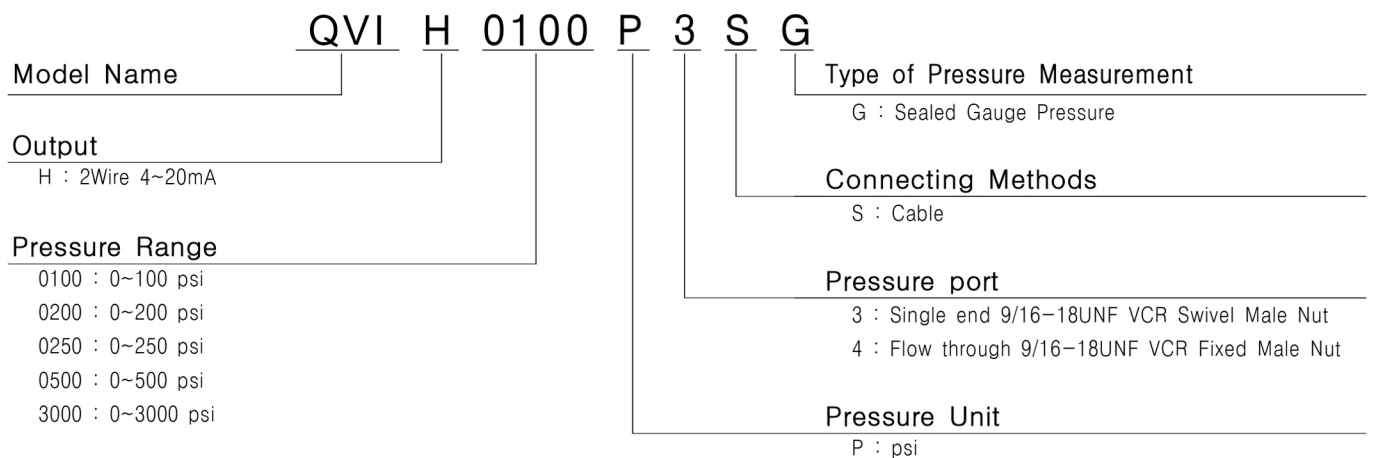 QVI H 0100 P 3 S G
Model Name
Output
H : 2Wire 4~20mA
Pressure Range
0100 : 0~100 psi
0200 : 0~200 psi
0250 : 0~250 psi
0500 : 0~500 psi
3000 : 0~3000 psi
Type of Pressure Measurement
G : Sealed Gauge Pressure
Connecting Methods
S : Cable
Pressure port
3 : Single end 9/16-18UNF VCR Swivel Male Nut
4 : Flow through 9/16-18UNF VCR Fixed Male Nut
Pressure Unit
P : psi